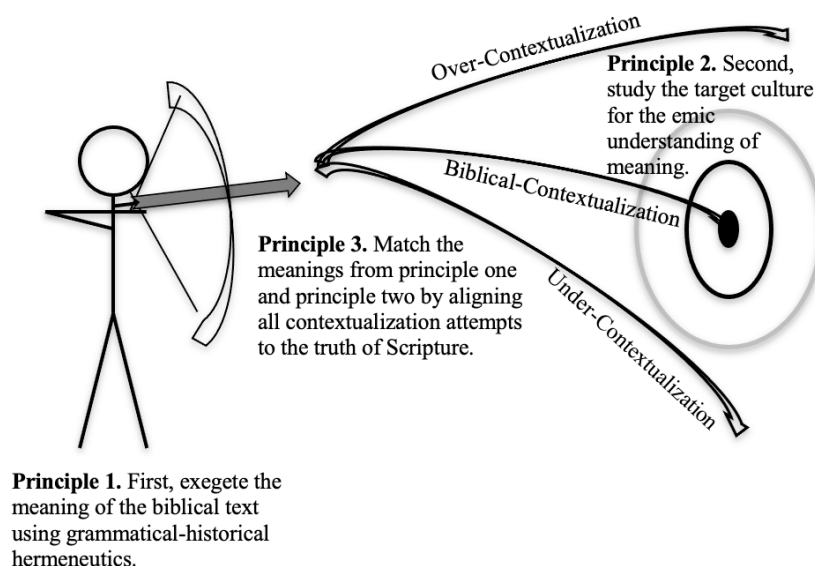 Over-Contextualization
Principle 2. Second,
study the target culture
for the emic
understanding of
meaning.
Biblical-Contextualization
Principle 3. Match the
meanings from principle one
and principle two by aligning
all contextualization attempts
to the truth of Scripture.
Under-Contextualization
Principle 1. First, exegete the
meaning of the biblical text
using grammatical-historical
hermeneutics.